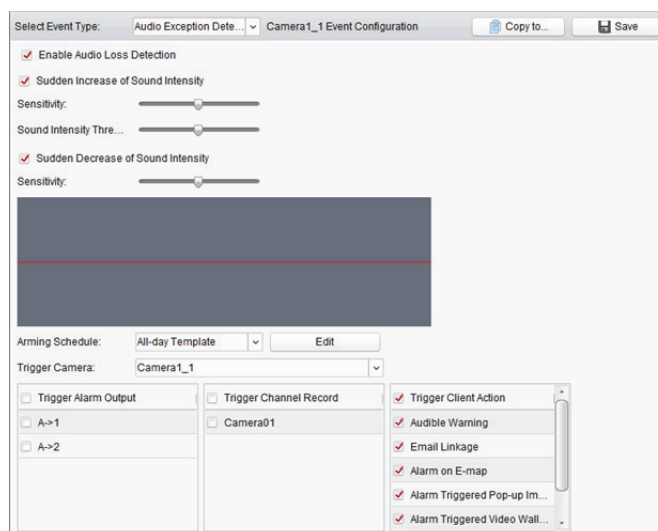 Select Event Type: Audio Exception Dete... Camera1_1 Event Configuration Copy to... Save
Enable Audio Loss Detection
Sudden Increase of Sound Intensity
Sensitivity:
Sound Intensity Thre...
Sudden Decrease of Sound Intensity
Sensitivity:
Arming Schedule: All-day Template Edit
Trigger Camera: Camera1_1
Trigger Alarm Output Trigger Channel Record Trigger Client Action
A->1 Camera01 Audible Warning
A->2 Email Linkage
Alarm on E-map
Alarm Triggered Pop-up Im...
Alarm Triggered Video Wall...